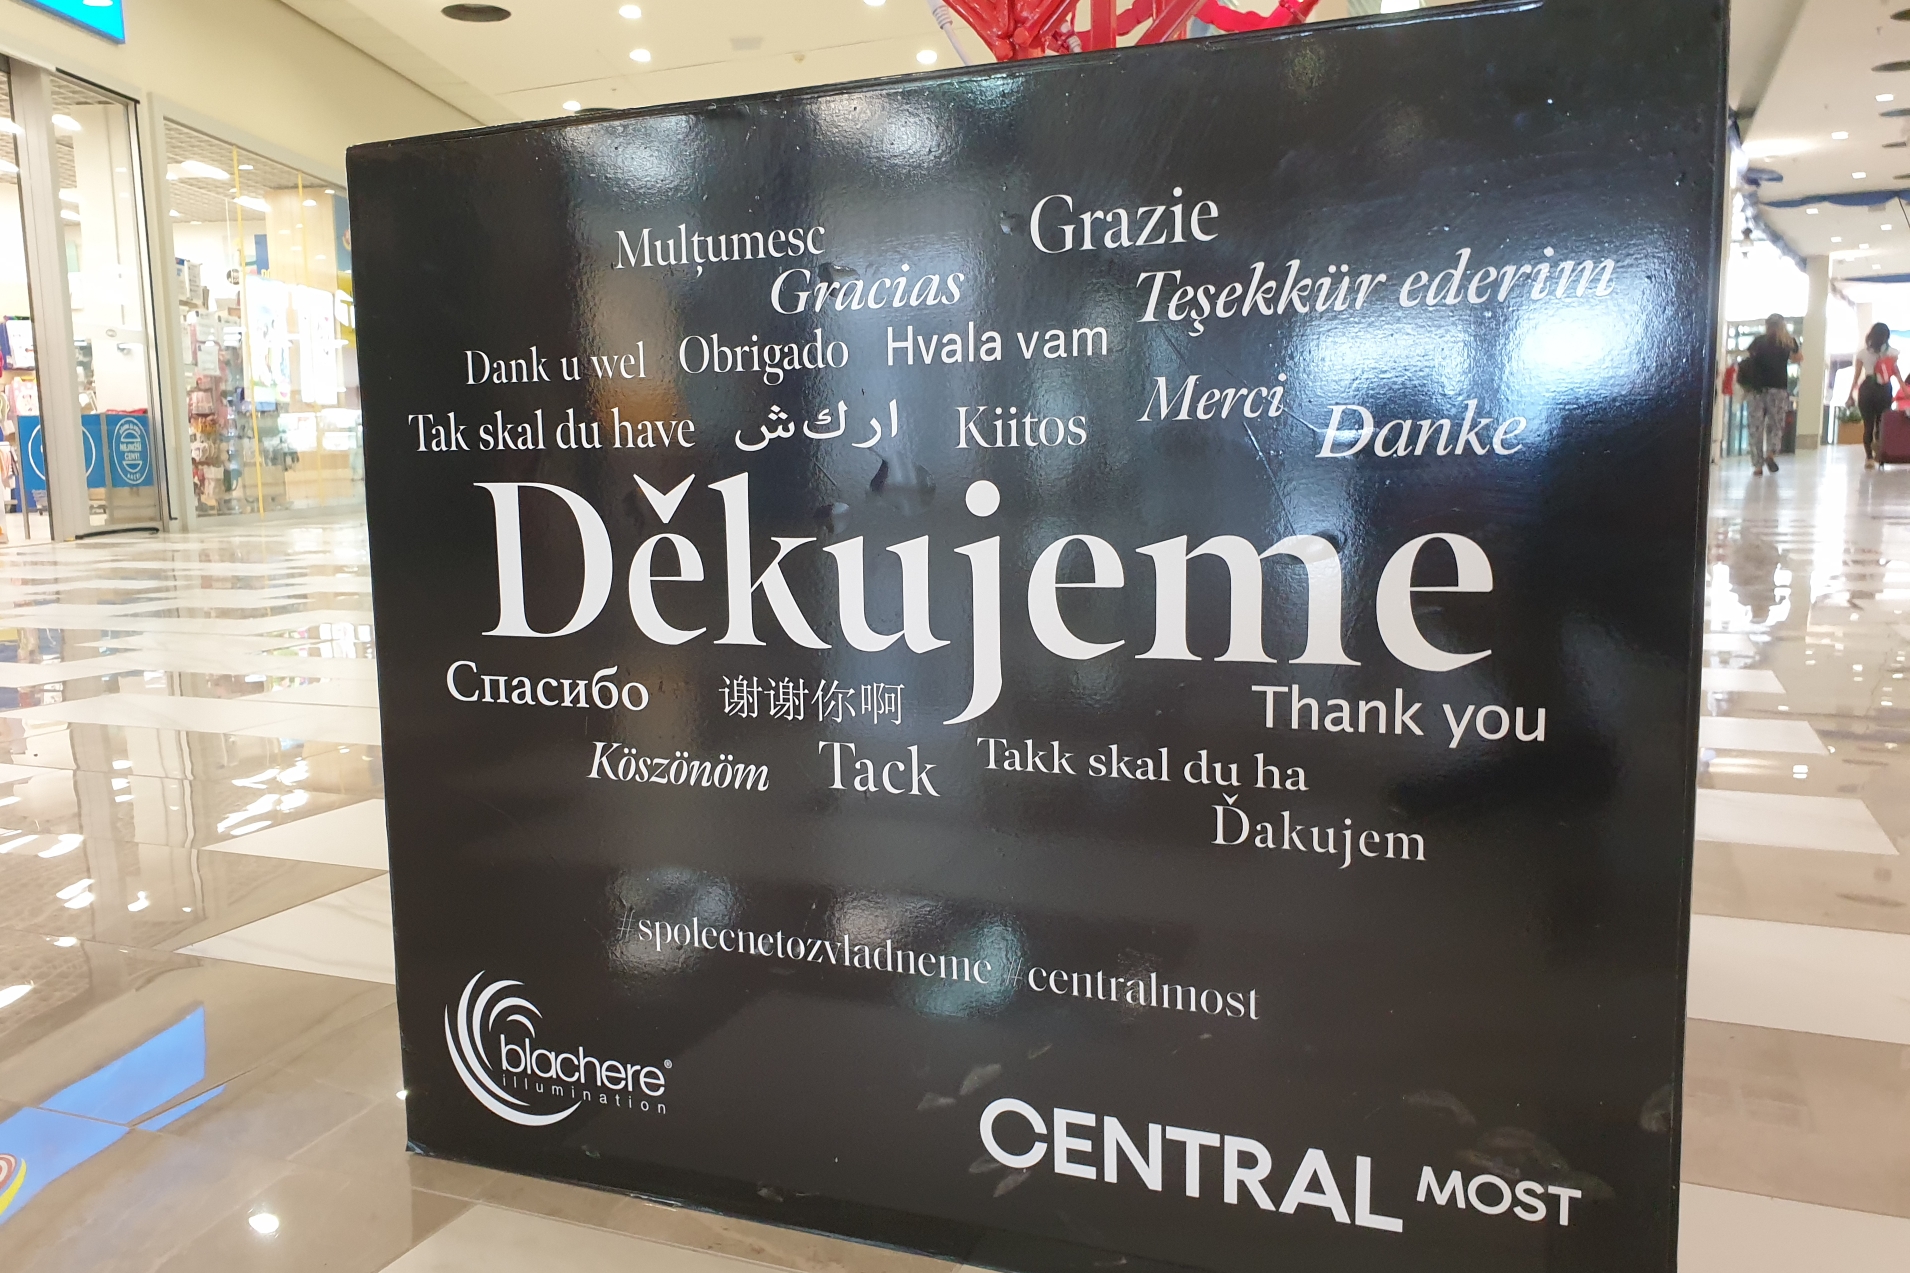 Mulțumesc
Grazie
Gracias
Teşekkür ederim
Dank u wel
Obrigado
Hvala vam
Merci
Tak skal du have
ا ر ك ش
Kiitos
Danke
Děkujeme
Спасибо
谢谢你啊
Thank you
Köszönöm
Tack
Takk skal du ha
Ďakujem
#spolecnetozvladneme #centralmost
blachere®
illumination
CENTRAL MOST